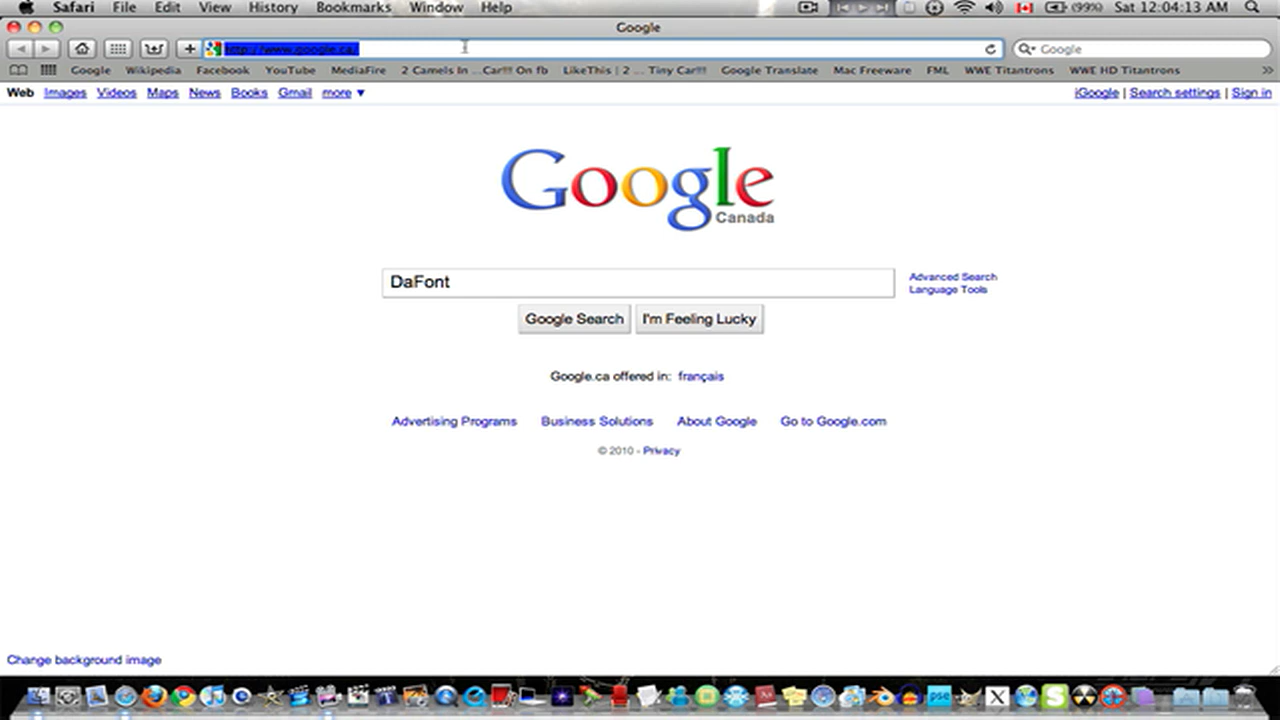 Safari File Edit View History Bookmarks Window Help (99%) Sat 12:04:13 AM
Google
http://www.google.ca/ Google
Google Wikipedia Facebook YouTube MediaFire 2 Camels In ...Car!!! On fb LikeThis | 2 ... Tiny Car!!! Google Translate Mac Freeware FML WWE Titantrons WWE HD Titantrons »
Web Images Videos Maps News Books Gmail more ▼ iGoogle | Search settings | Sign in
Google
Canada
DaFont
Advanced Search
Language Tools
Google Search I'm Feeling Lucky
Google.ca offered in: français
Advertising Programs Business Solutions About Google Go to Google.com
© 2010 - Privacy
Change background image
pse
X
S